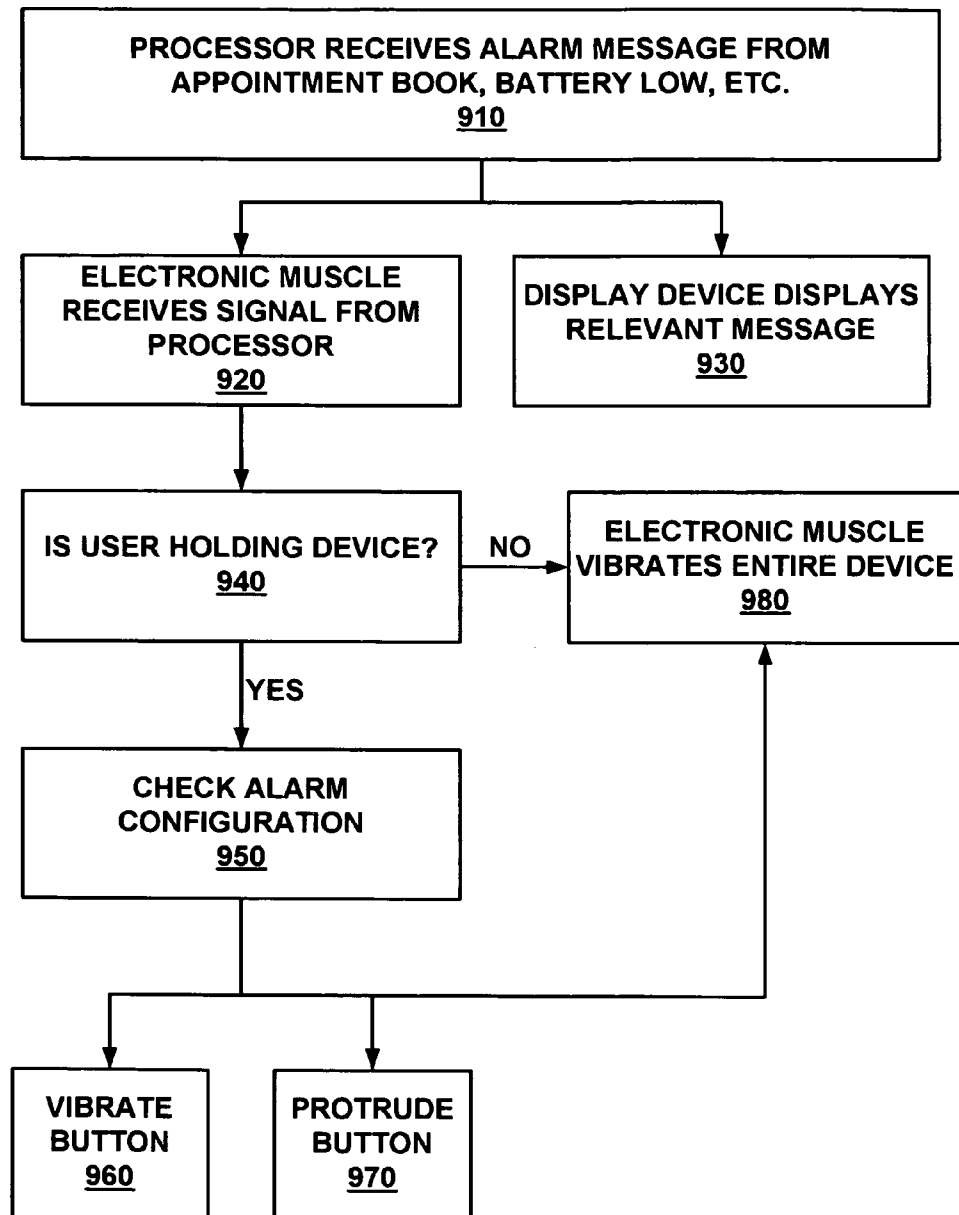 PROCESSOR RECEIVES ALARM MESSAGE FROM
APPOINTMENT BOOK, BATTERY LOW, ETC.
910
ELECTRONIC MUSCLE
RECEIVES SIGNAL FROM
PROCESSOR
920
DISPLAY DEVICE DISPLAYS
RELEVANT MESSAGE
930
IS USER HOLDING DEVICE?
940
NO
ELECTRONIC MUSCLE
VIBRATES ENTIRE DEVICE
980
YES
CHECK ALARM
CONFIGURATION
950
VIBRATE
BUTTON
960
PROTRUDE
BUTTON
970